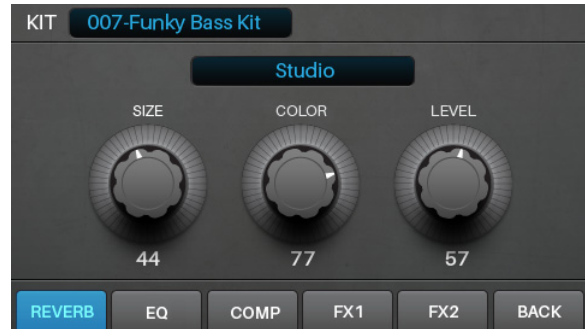 KIT 007-Funky Bass Kit
Studio
SIZE COLOR LEVEL
44 77 57
REVERB EQ COMP FX1 FX2 BACK